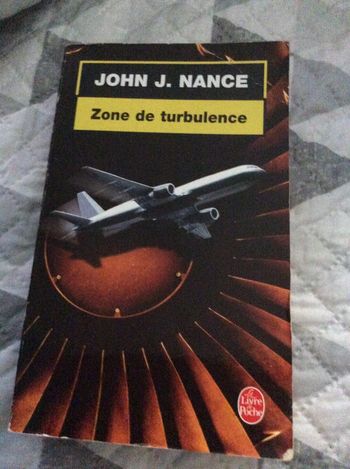 JOHN J. NANCE
Zone de turbulence
Le
Livre
de
Poche